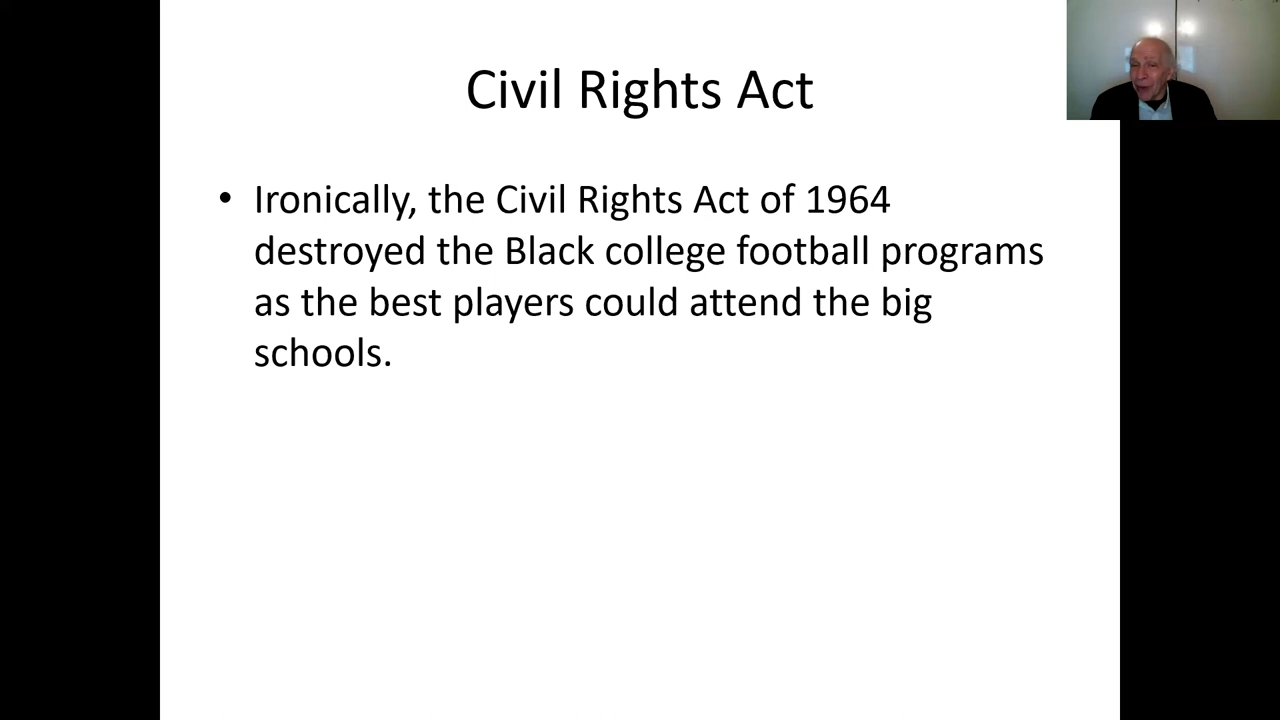 Civil Rights Act
• Ironically, the Civil Rights Act of 1964
destroyed the Black college football programs
as the best players could attend the big
schools.